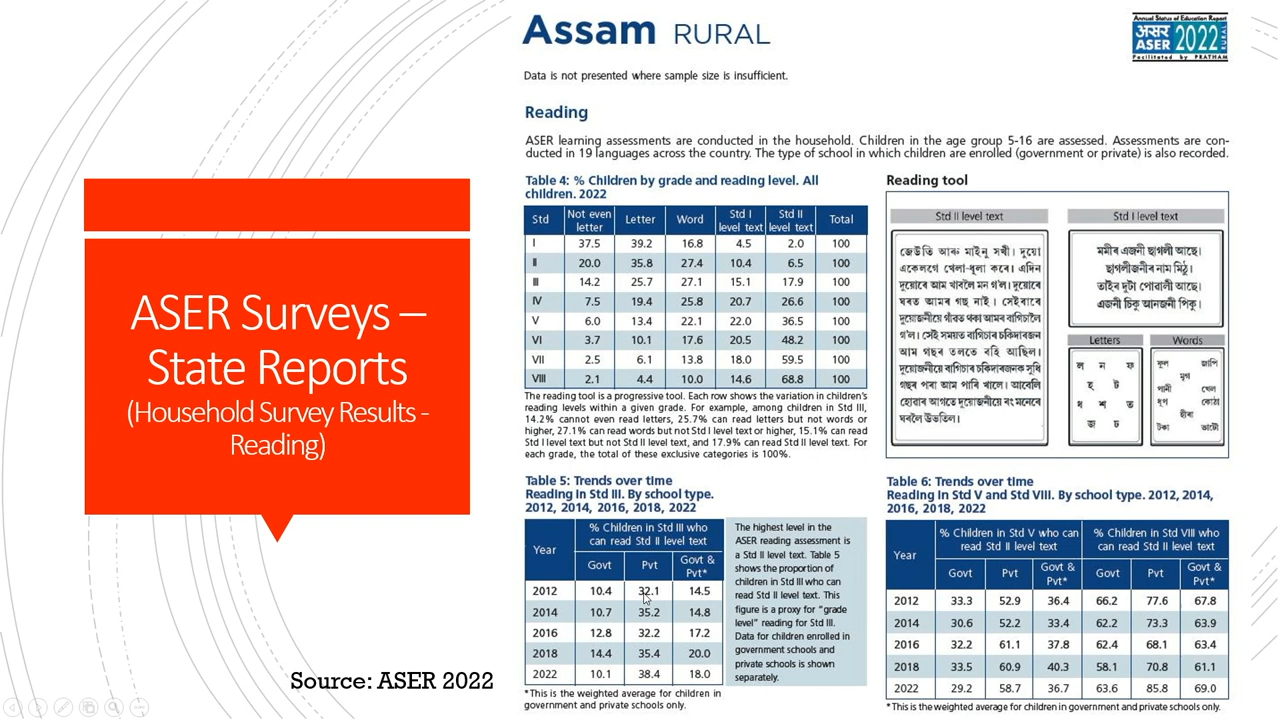 ASER Surveys –
State Reports
(Household Survey Results -
Reading)
Source: ASER 2022
Assam RURAL
Annual Status of Education Report
असर
ASER 2022 RURAL
Facilitated by PRATHAM
Data is not presented where sample size is insufficient.
Reading
ASER learning assessments are conducted in the household. Children in the age group 5-16 are assessed. Assessments are con-
ducted in 19 languages across the country. The type of school in which children are enrolled (government or private) is also recorded.
Table 4: % Children by grade and reading level. All
children. 2022
Std Not even letter Letter Word Std I level text Std II level text Total
I 37.5 39.2 16.8 4.5 2.0 100
II 20.0 35.8 27.4 10.4 6.5 100
III 14.2 25.7 27.1 15.1 17.9 100
IV 7.5 19.4 25.8 20.7 26.6 100
V 6.0 13.4 22.1 22.0 36.5 100
VI 3.7 10.1 17.6 20.5 48.2 100
VII 2.5 6.1 13.8 18.0 59.5 100
VIII 2.1 4.4 10.0 14.6 68.8 100
The reading tool is a progressive tool. Each row shows the variation in children's
reading levels within a given grade. For example, among children in Std III,
14.2% cannot even read letters, 25.7% can read letters but not words or
higher, 27.1% can read words but not Std I level text or higher, 15.1% can read
Std I level text but not Std II level text, and 17.9% can read Std II level text. For
each grade, the total of these exclusive categories is 100%.
Reading tool
Std II level text
জেউতি আৰু মাইনু সখী। দুয়ো
একেলগে খেলা-ধূলা কৰে। এদিন
দুয়োৰে আম খাবলৈ মন গ'ল। দুয়োৰে
ঘৰত আমৰ গছ নাই । সেইবাৰে
দুয়োজনীয়ে গাঁৱত থকা আমৰ বাগিচালৈ
গ'ল। সেই সময়ত বাগিচাৰ চকিদাৰজন
আম গছৰ তলতে বহি আছিল।
দুয়োজনীয়ে বাগিচাৰ চকিদাৰজনক সুধি
গছৰ পৰা আম পাৰি খালে। আবেলি
হোৱাৰ আগতে দুয়োজনীয়ে ৰং মনেৰে
ঘৰলৈ উভতিল।
Std I level text
মমীৰ এজনী ছাগলী আছে।
ছাগলীজনীৰ নাম মিঠু।
তাইৰ দুটা পোৱালী আছে।
এজনী চিকু আনজনী পিকু।
Letters
ল ন ফ
হ ট
ধ শ ত
জ চ
Words
ফুল জাপি
মৃগ
পানী খেল
ধূপ কোঠা
হীৰা
টকা ভাটৌ
Table 5: Trends over time
Reading in Std III. By school type.
2012, 2014, 2016, 2018, 2022
Year % Children in Std III who can read Std II level text
Govt Pvt Govt & Pvt*
2012 10.4 32.1 14.5
2014 10.7 35.2 14.8
2016 12.8 32.2 17.2
2018 14.4 35.4 20.0
2022 10.1 38.4 18.0
*This is the weighted average for children in
government and private schools only.
The highest level in the
ASER reading assessment is
a Std II level text. Table 5
shows the proportion of
children in Std III who can
read Std II level text. This
figure is a proxy for "grade
level" reading for Std III.
Data for children enrolled in
government schools and
private schools is shown
separately.
Table 6: Trends over time
Reading in Std V and Std VIII. By school type. 2012, 2014,
2016, 2018, 2022
Year % Children in Std V who can read Std II level text % Children in Std VIII who can read Std II level text
Govt Pvt Govt & Pvt* Govt Pvt Govt & Pvt*
2012 33.3 52.9 36.4 66.2 77.6 67.8
2014 30.6 52.2 33.4 62.2 73.3 63.9
2016 32.2 61.1 37.8 62.4 68.1 63.4
2018 33.5 60.9 40.3 58.1 70.8 61.1
2022 29.2 58.7 36.7 63.6 85.8 69.0
*This is the weighted average for children in government and private schools only.